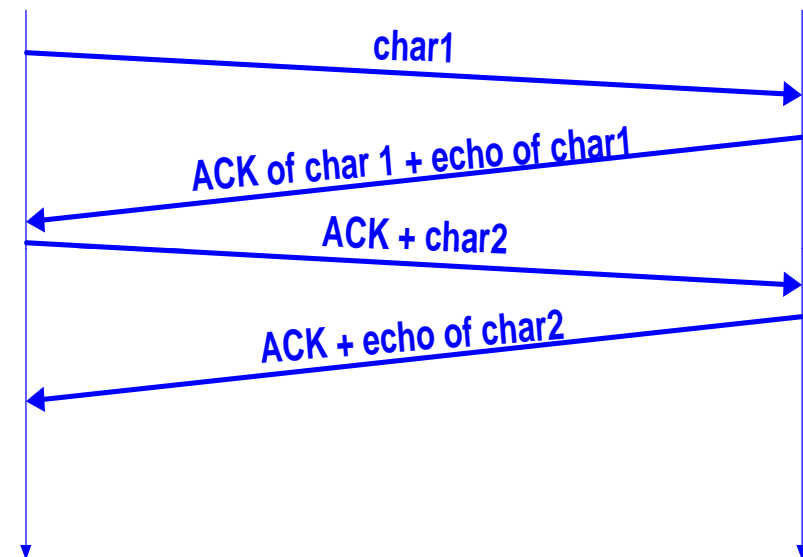 char1
ACK of char 1 + echo of char1
ACK + char2
ACK + echo of char2